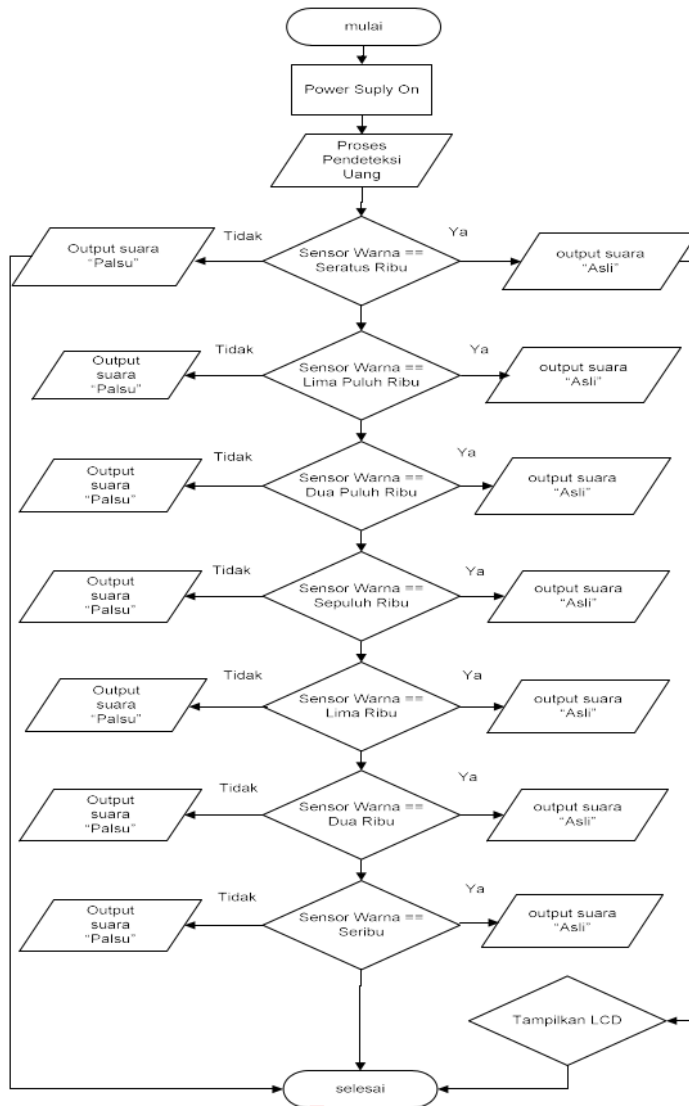 mulai
Power Suply On
Proses
Pendeteksi
Uang
Tidak
Ya
Output suara
“Palsu”
Sensor Warna ==
Seratus Ribu
output suara
“Asli”
Tidak
Ya
Output
suara
“Palsu”
Sensor Warna ==
Lima Puluh Ribu
output suara
“Asli”
Tidak
Ya
Output
suara
“Palsu”
Sensor Warna ==
Dua Puluh Ribu
output suara
“Asli”
Tidak
Ya
Output
suara
“Palsu”
Sensor Warna ==
Sepuluh Ribu
output suara
“Asli”
Tidak
Ya
Output
suara
“Palsu”
Sensor Warna ==
Lima Ribu
output suara
“Asli”
Tidak
Ya
Output
suara
“Palsu”
Sensor Warna ==
Dua Ribu
output suara
“Asli”
Tidak
Ya
Output
suara
“Palsu”
Sensor Warna ==
Seribu
output suara
“Asli”
Tampilkan LCD
selesai